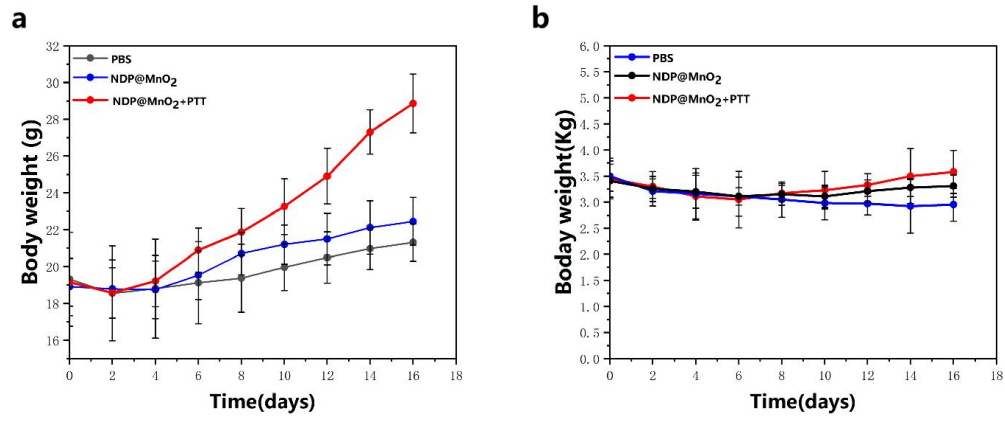 a
32
30
28
26
24
22
20
18
16
0 2 4 6 8 10 12 14 16 18
Body weight (g)
Time(days)
PBS
NDP@MnO₂
NDP@MnO₂+PTT
b
6.0
5.5
5.0
4.5
4.0
3.5
3.0
2.5
2.0
1.5
1.0
0.5
0.0
0 2 4 6 8 10 12 14 16 18
Boday weight(Kg)
Time(days)
PBS
NDP@MnO₂
NDP@MnO₂+PTT